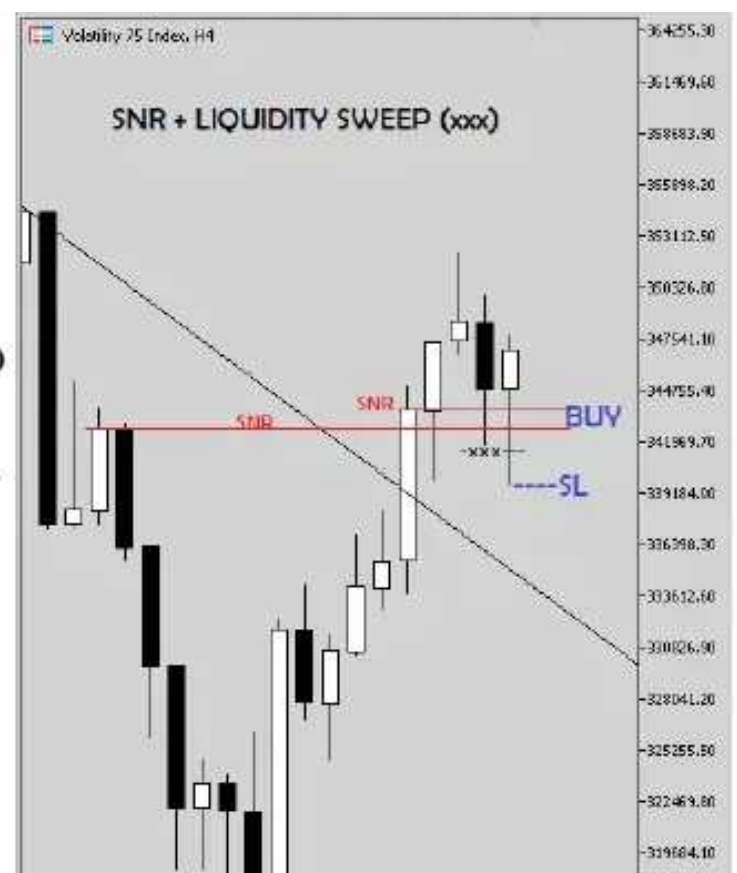 Volatility 75 Index, H4
SNR + LIQUIDITY SWEEP (xxx)
364255.30
361469.60
358683.90
355898.20
353112.50
350326.80
347541.10
344755.40
SNR
BUY
SNR
341969.70
xxx
339184.00
SL
336398.30
333612.60
330826.90
328041.20
325255.50
322469.80
319684.10